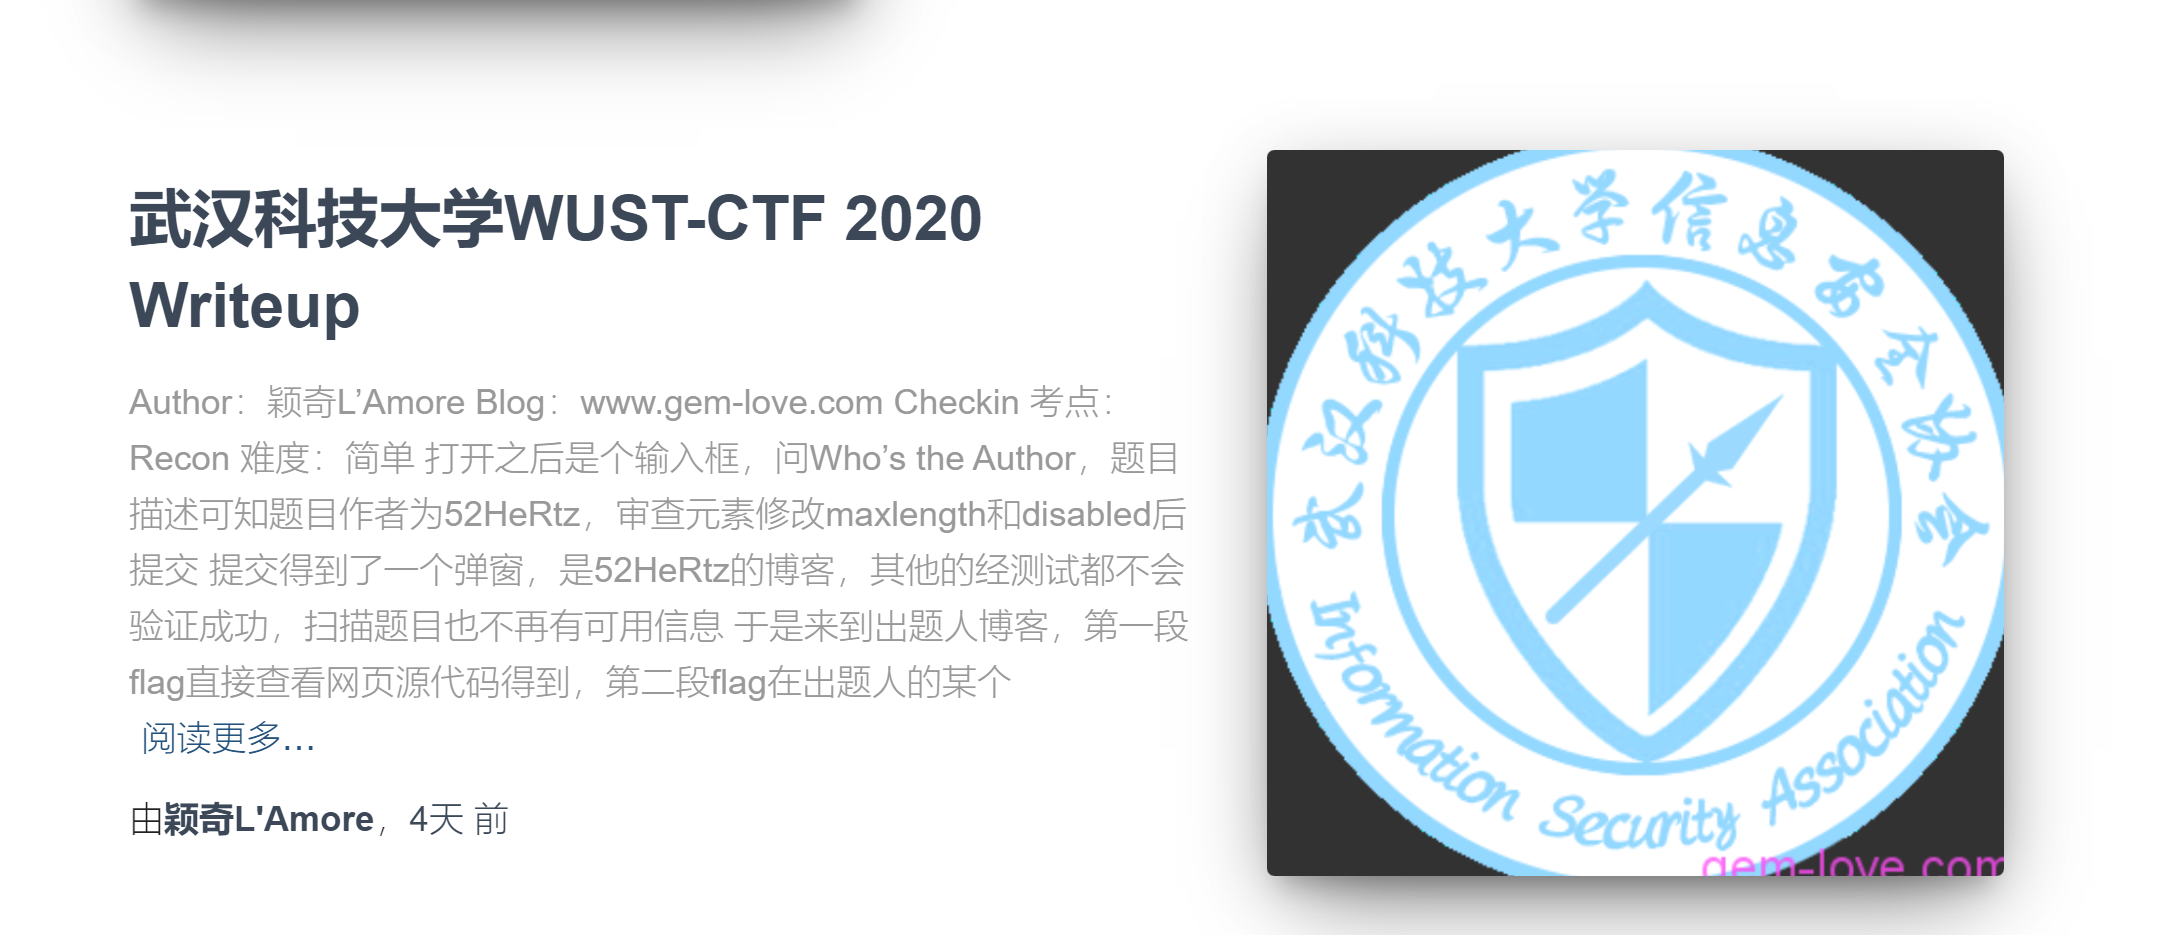 武汉科技大学WUST-CTF 2020
Writeup
Author：颖奇L’Amore Blog：www.gem-love.com Checkin 考点：
Recon 难度：简单 打开之后是个输入框，问Who’s the Author，题目
描述可知题目作者为52HeRtz，审查元素修改maxlength和disabled后
提交 提交得到了一个弹窗，是52HeRtz的博客，其他的经测试都不会
验证成功，扫描题目也不再有可用信息 于是来到出题人博客，第一段
flag直接查看网页源代码得到，第二段flag在出题人的某个
阅读更多…
由颖奇L'Amore，4天 前
武汉科技大学信息安全协会
Information Security Association
gem-love.com